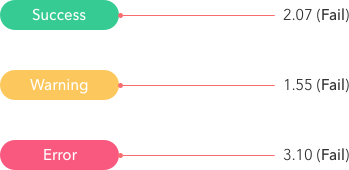 Success 2.07 (Fail)
Warning 1.55 (Fail)
Error 3.10 (Fail)